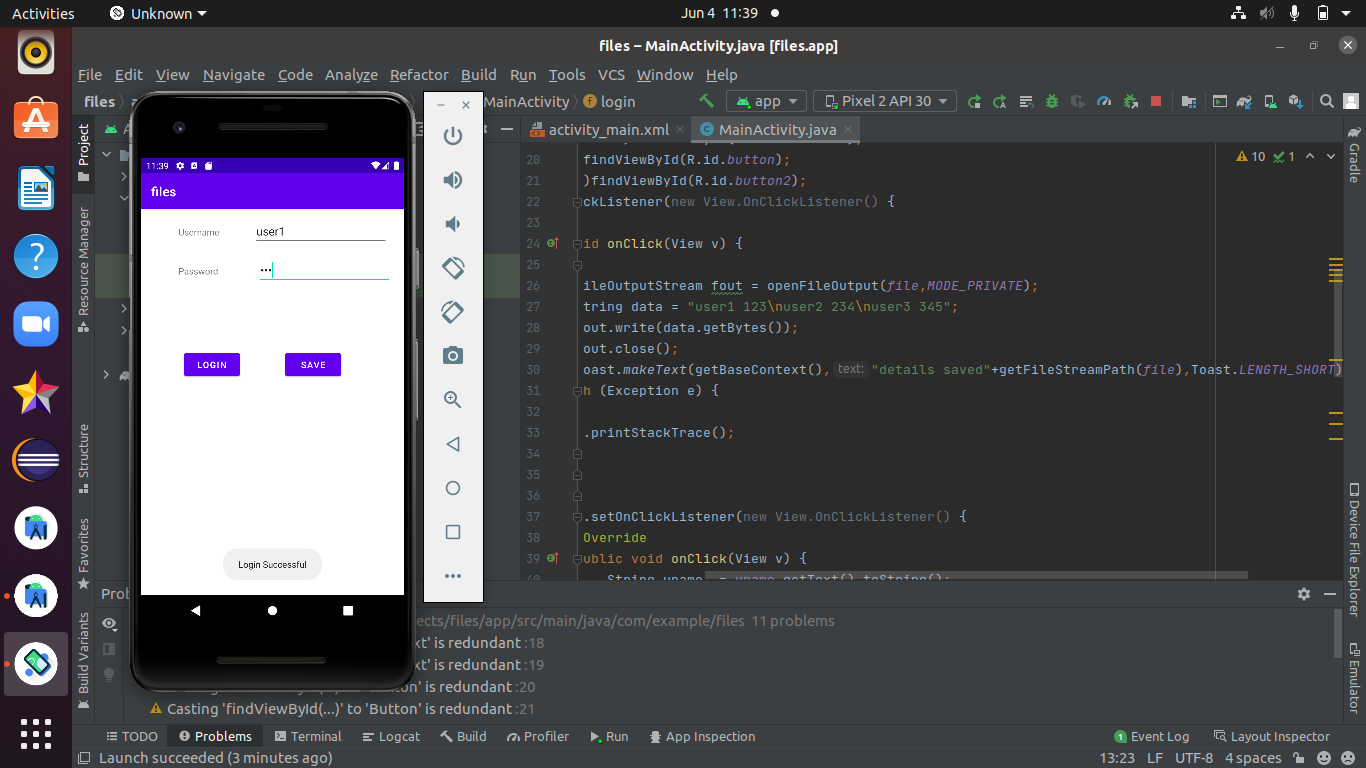 Activities
Unknown
Jun 4 11:39
files – MainActivity.java [files.app]
File Edit View Navigate Code Analyze Refactor Build Run Tools VCS Window Help
files
MainActivity
login
app
Pixel 2 API 30
Project
Resource Manager
Structure
Favorites
Build Variants
activity_main.xml
MainActivity.java
Gradle
Device File Explorer
Emulator
10 1
20 findViewById(R.id.button);
21 )findViewById(R.id.button2);
22 ckListener(new View.OnClickListener() {
23
24 id onClick(View v) {
25
26 ileOutputStream fout = openFileOutput(file,MODE_PRIVATE);
27 tring data = "user1 123\nuser2 234\nuser3 345";
28 out.write(data.getBytes());
29 out.close();
30 oast.makeText(getBaseContext(), text: "details saved"+getFileStreamPath(file),Toast.LENGTH_SHORT)
31 h (Exception e) {
32
33 .printStackTrace();
34
35
36
37 .setOnClickListener(new View.OnClickListener() {
38 Override
39 ublic void onClick(View v) {
String uname = uname.getText().toString();
11:39
files
Username user1
Password •••
LOGIN SAVE
Login Successful
Prob
ects/files/app/src/main/java/com/example/files 11 problems
xt' is redundant :18
xt' is redundant :19
ton' is redundant :20
Casting 'findViewById(...)' to 'Button' is redundant :21
TODO Problems Terminal Logcat Build Profiler Run App Inspection
1 Event Log Layout Inspector
Launch succeeded (3 minutes ago)
13:23 LF UTF-8 4 spaces